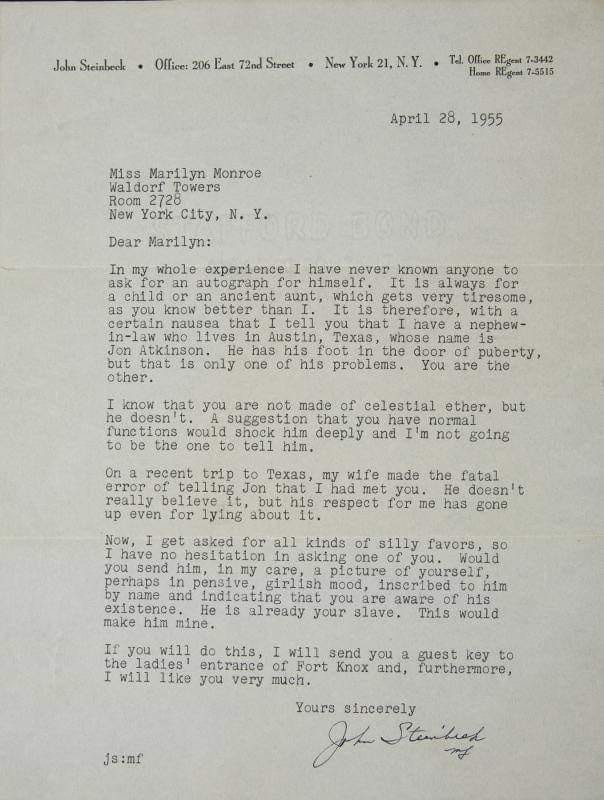 John Steinbeck • Office: 206 East 72nd Street • New York 21, N. Y. • Tel. Office REgent 7-3442
Home REgent 7-5515
April 28, 1955
Miss Marilyn Monroe
Waldorf Towers
Room 2728
New York City, N. Y.
Dear Marilyn:
In my whole experience I have never known anyone to
ask for an autograph for himself. It is always for
a child or an ancient aunt, which gets very tiresome,
as you know better than I. It is therefore, with a
certain nausea that I tell you that I have a nephew-
in-law who lives in Austin, Texas, whose name is
Jon Atkinson. He has his foot in the door of puberty,
but that is only one of his problems. You are the
other.
I know that you are not made of celestial ether, but
he doesn't. A suggestion that you have normal
functions would shock him deeply and I'm not going
to be the one to tell him.
On a recent trip to Texas, my wife made the fatal
error of telling Jon that I had met you. He doesn't
really believe it, but his respect for me has gone
up even for lying about it.
Now, I get asked for all kinds of silly favors, so
I have no hesitation in asking one of you. Would
you send him, in my care, a picture of yourself,
perhaps in pensive, girlish mood, inscribed to him
by name and indicating that you are aware of his
existence. He is already your slave. This would
make him mine.
If you will do this, I will send you a guest key to
the ladies' entrance of Fort Knox and, furthermore,
I will like you very much.
Yours sincerely
John Steinbeck
mf
js:mf